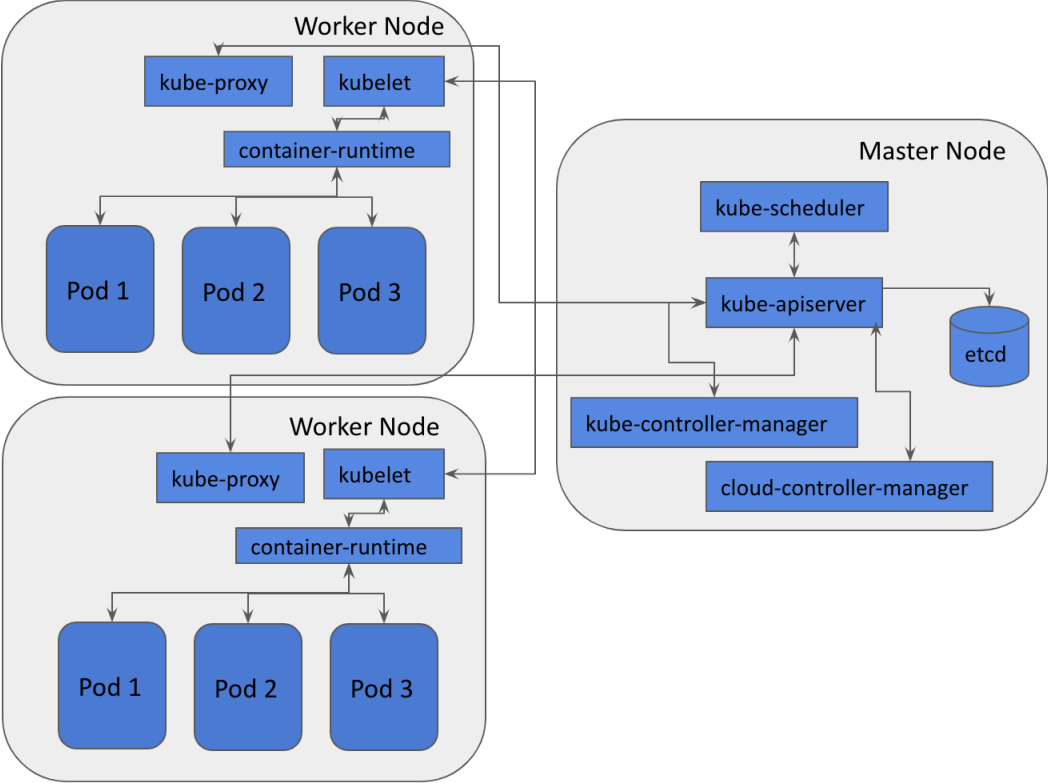 Worker Node
kube-proxy
kubelet
container-runtime
Pod 1
Pod 2
Pod 3
Master Node
kube-scheduler
kube-apiserver
etcd
kube-controller-manager
cloud-controller-manager
Worker Node
kube-proxy
kubelet
container-runtime
Pod 1
Pod 2
Pod 3